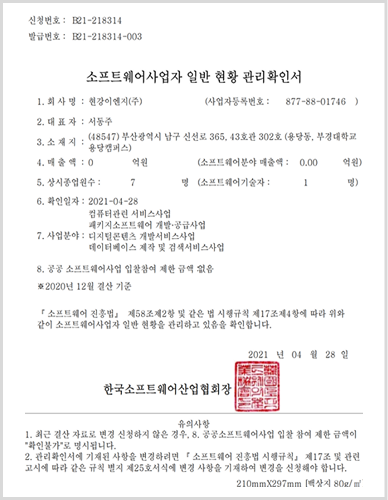 신청번호 : B21-218314
발급번호 : B21-218314-003
소프트웨어사업자 일반 현황 관리확인서
1. 회 사 명 : 현강이엔지(주) (사업자등록번호 : 877-88-01746 )
2. 대 표 자 : 서동주
3. 소 재 지 : (48547) 부산광역시 남구 신선로 365, 43호관 302호 (용당동, 부경대학교
용당캠퍼스)
4. 매 출 액 : 0 억원 (소프트웨어분야 매출액 : 0.00 억원)
5. 상시종업원수 : 7 명 (소프트웨어기술자 : 1 명)
6. 확인일자 : 2021-04-28
컴퓨터관련 서비스사업
패키지소프트웨어 개발·공급사업
7. 사업분야 : 디지털콘텐츠 개발서비스사업
데이터베이스 제작 및 검색서비스사업
8. 공공 소프트웨어사업 입찰참여 제한 금액 없음
※2020년 12월 결산 기준
『 소프트웨어 진흥법』 제58조제2항 및 같은 법 시행규칙 제17조제4항에 따라 위와
같이 소프트웨어사업자 일반 현황을 관리하고 있음을 확인합니다.
2021 년 04 월 28 일
한국소프트웨어산업협회장
유의사항
1. 최근 결산 자료로 변경 신청하지 않은 경우, 8. 공공소프트웨어사업 입찰 참여 제한 금액이
"확인불가"로 명시됩니다.
2. 관리확인서에 기재된 사항을 변경하려면 『 소프트웨어 진흥법 시행규칙』 제17조 및 관련
고시에 따라 같은 규칙 별지 제25호서식에 변경 사항을 기재하여 변경을 신청해야 합니다.
210mmX297mm [백상지 80g/㎡